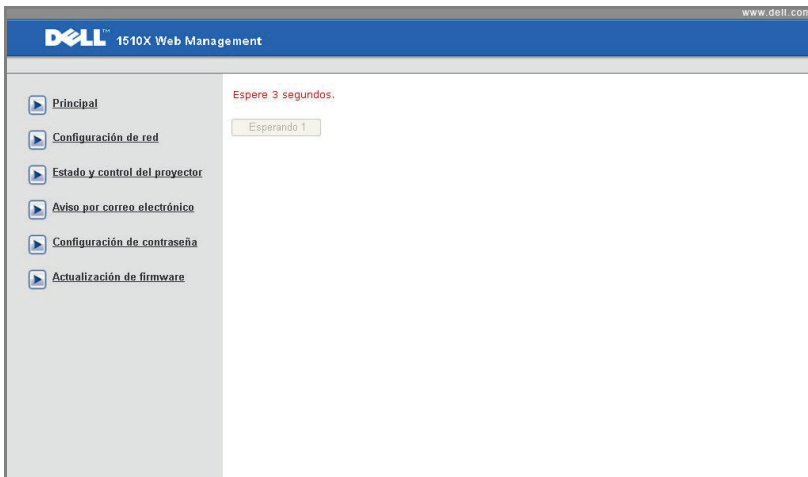 www.dell.com
DELL™ 1510X Web Management
Principal
Configuración de red
Estado y control del proyector
Aviso por correo electrónico
Configuración de contraseña
Actualización de firmware
Espere 3 segundos.
Esperando 1